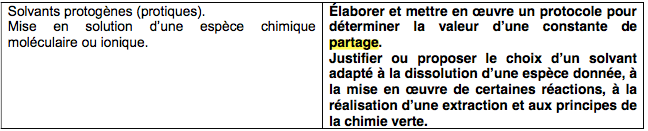 Solvants protogènes (protiques).
Mise en solution d'une espèce chimique
moléculaire ou ionique.
Élaborer et mettre en œuvre un protocole pour
déterminer la valeur d'une constante de
partage.
Justifier ou proposer le choix d'un solvant
adapté à la dissolution d'une espèce donnée, à
la mise en œuvre de certaines réactions, à la
réalisation d'une extraction et aux principes de
la chimie verte.